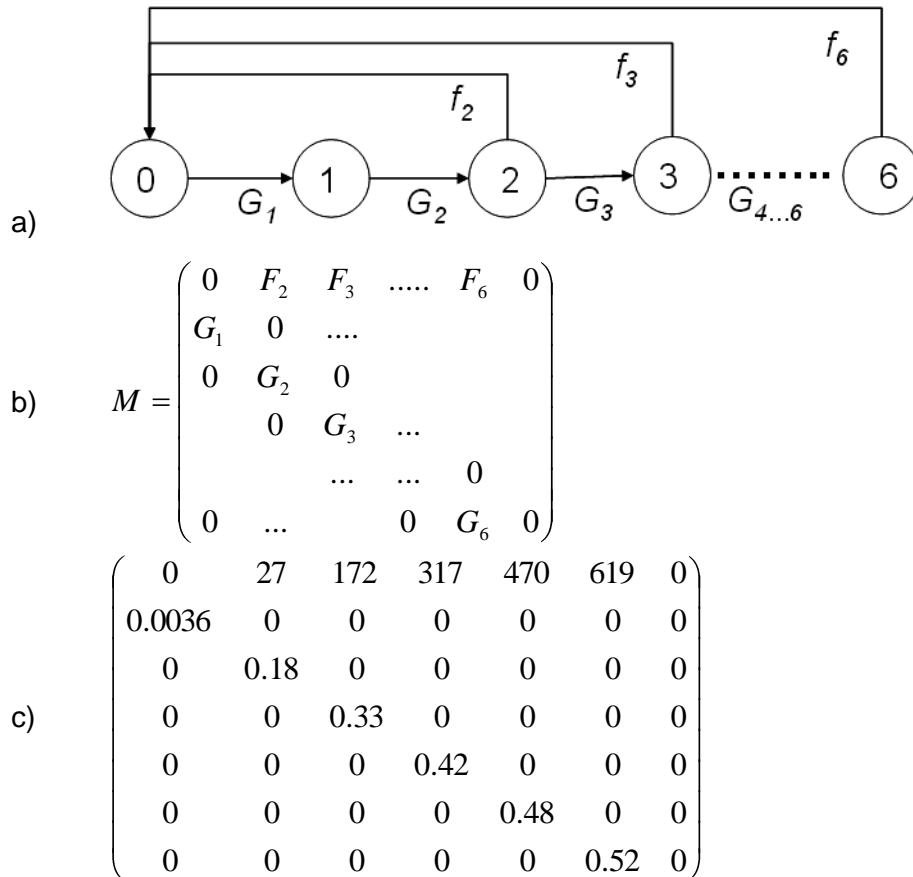 f₆
f₃
f₂
0 1 2 3 6
G₁ G₂ G₃ G₄...₆
a)
0 F₂ F₃ ..... F₆ 0
G₁ 0 ....
0 G₂ 0
b) M =
0 G₃ ...
... ... 0
0 ... 0 G₆ 0
0 27 172 317 470 619 0
0.0036 0 0 0 0 0 0
0 0.18 0 0 0 0 0
c) 0 0 0.33 0 0 0 0
0 0 0 0.42 0 0 0
0 0 0 0 0.48 0 0
0 0 0 0 0 0.52 0